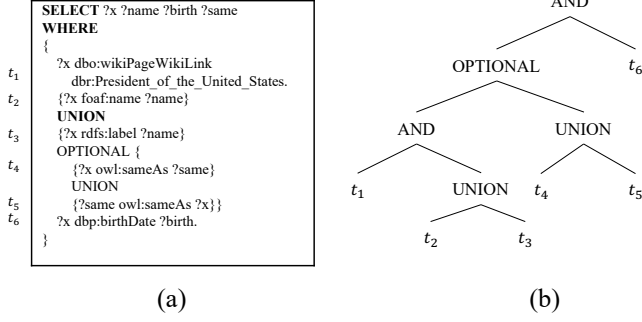 SELECT ?x ?name ?birth ?same
WHERE
{
t₁ ?x dbo:wikiPageWikiLink
dbr:President_of_the_United_States.
t₂ {?x foaf:name ?name}
UNION
t₃ {?x rdfs:label ?name}
OPTIONAL {
t₄ {?x owl:sameAs ?same}
UNION
t₅ {?same owl:sameAs ?x}}
t₆ ?x dbp:birthDate ?birth.
}
(a)
AND
OPTIONAL t₆
AND UNION
t₁ UNION t₄ t₅
t₂ t₃
(b)